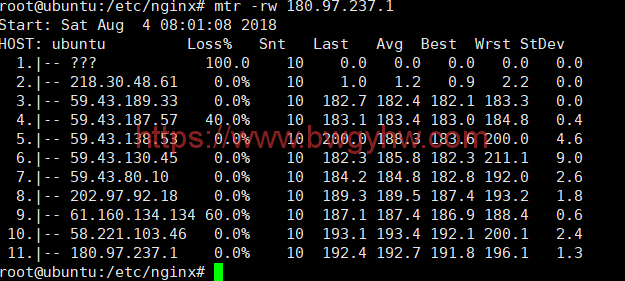 root@ubuntu:/etc/nginx# mtr -rw 180.97.237.1
Start: Sat Aug  4 08:01:08 2018
HOST: ubuntu          Loss%   Snt   Last   Avg  Best  Wrst StDev
1.|-- ???            100.0    10    0.0   0.0   0.0   0.0   0.0
2.|-- 218.30.48.61    0.0%    10    1.0   1.2   0.9   2.2   0.0
3.|-- 59.43.189.33    0.0%    10  182.7 182.4 182.1 183.3   0.0
4.|-- 59.43.187.57   40.0%    10  183.1 183.4 183.0 184.8   0.4
5.|-- 59.43.138.53    0.0%    10  200.0 188.3 183.6 200.0   4.6
https://www.bwgyhw.com
6.|-- 59.43.130.45    0.0%    10  182.3 185.8 182.3 211.1   9.0
7.|-- 59.43.80.10     0.0%    10  184.2 184.8 182.8 192.0   2.6
8.|-- 202.97.92.18    0.0%    10  189.3 189.5 187.4 193.2   1.8
9.|-- 61.160.134.134 60.0%    10  187.1 187.4 186.9 188.4   0.6
10.|-- 58.221.103.46   0.0%    10  193.1 193.4 192.1 200.1   2.4
11.|-- 180.97.237.1    0.0%    10  192.4 192.7 191.8 196.1   1.3
root@ubuntu:/etc/nginx#